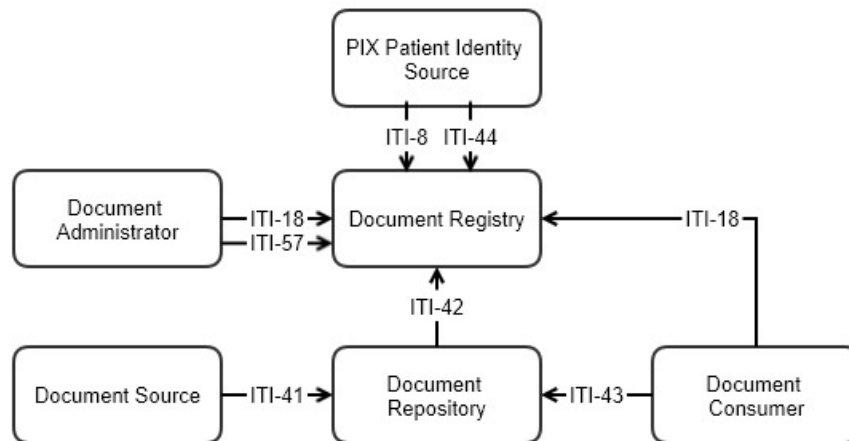 PIX Patient Identity
Source
ITI-8
ITI-44
Document
Administrator
ITI-18
ITI-57
Document Registry
ITI-18
ITI-42
Document Source
ITI-41
Document
Repository
ITI-43
Document
Consumer